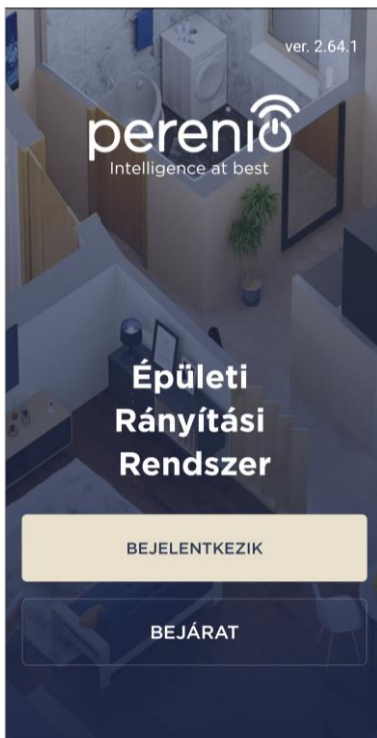 ver. 2.64.1
perenio
Intelligence at best
Épületi
Rányítási
Rendszer
BEJELENTKEZIK
BEJÁRAT